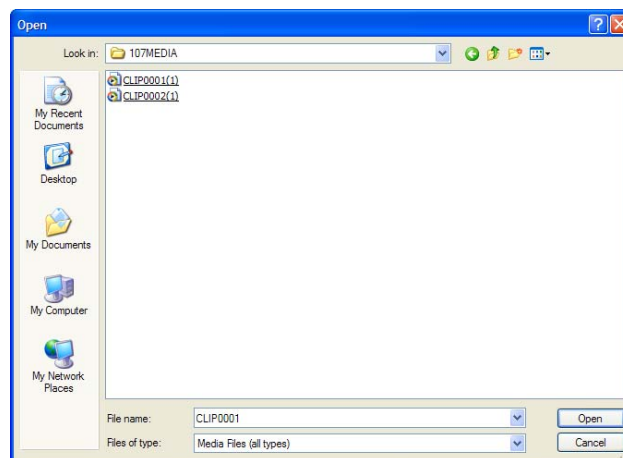 Open
Look in:
107MEDIA
CLIP0001(1)
CLIP0002(1)
My Recent
Documents
Desktop
My Documents
My Computer
My Network
Places
File name:
CLIP0001
Open
Files of type:
Media Files (all types)
Cancel